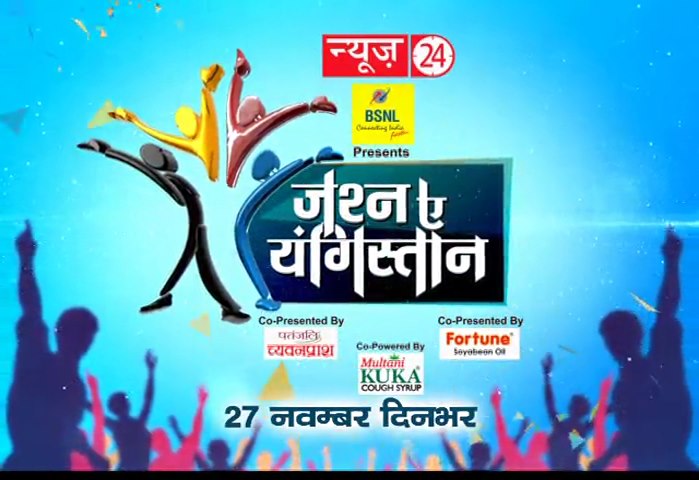 न्यूज़ 24
BSNL
Connecting India
faster
Presents
जश्न ए
यंगिस्तान
Co-Presented By
पतंजलि
च्यवनप्राश
Co-Powered By
Multani
KUKA
COUGH SYRUP
Co-Presented By
Fortune
Soyabean Oil
27 नवम्बर दिनभर